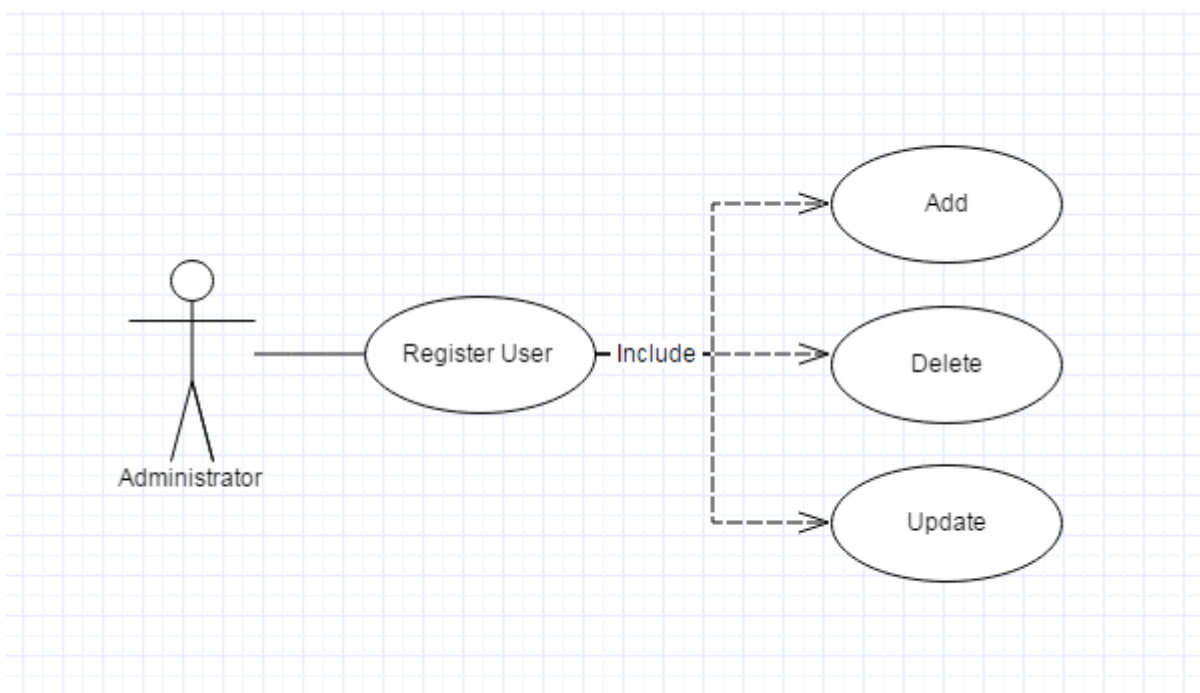 Add
Register User
Include
Delete
Administrator
Update